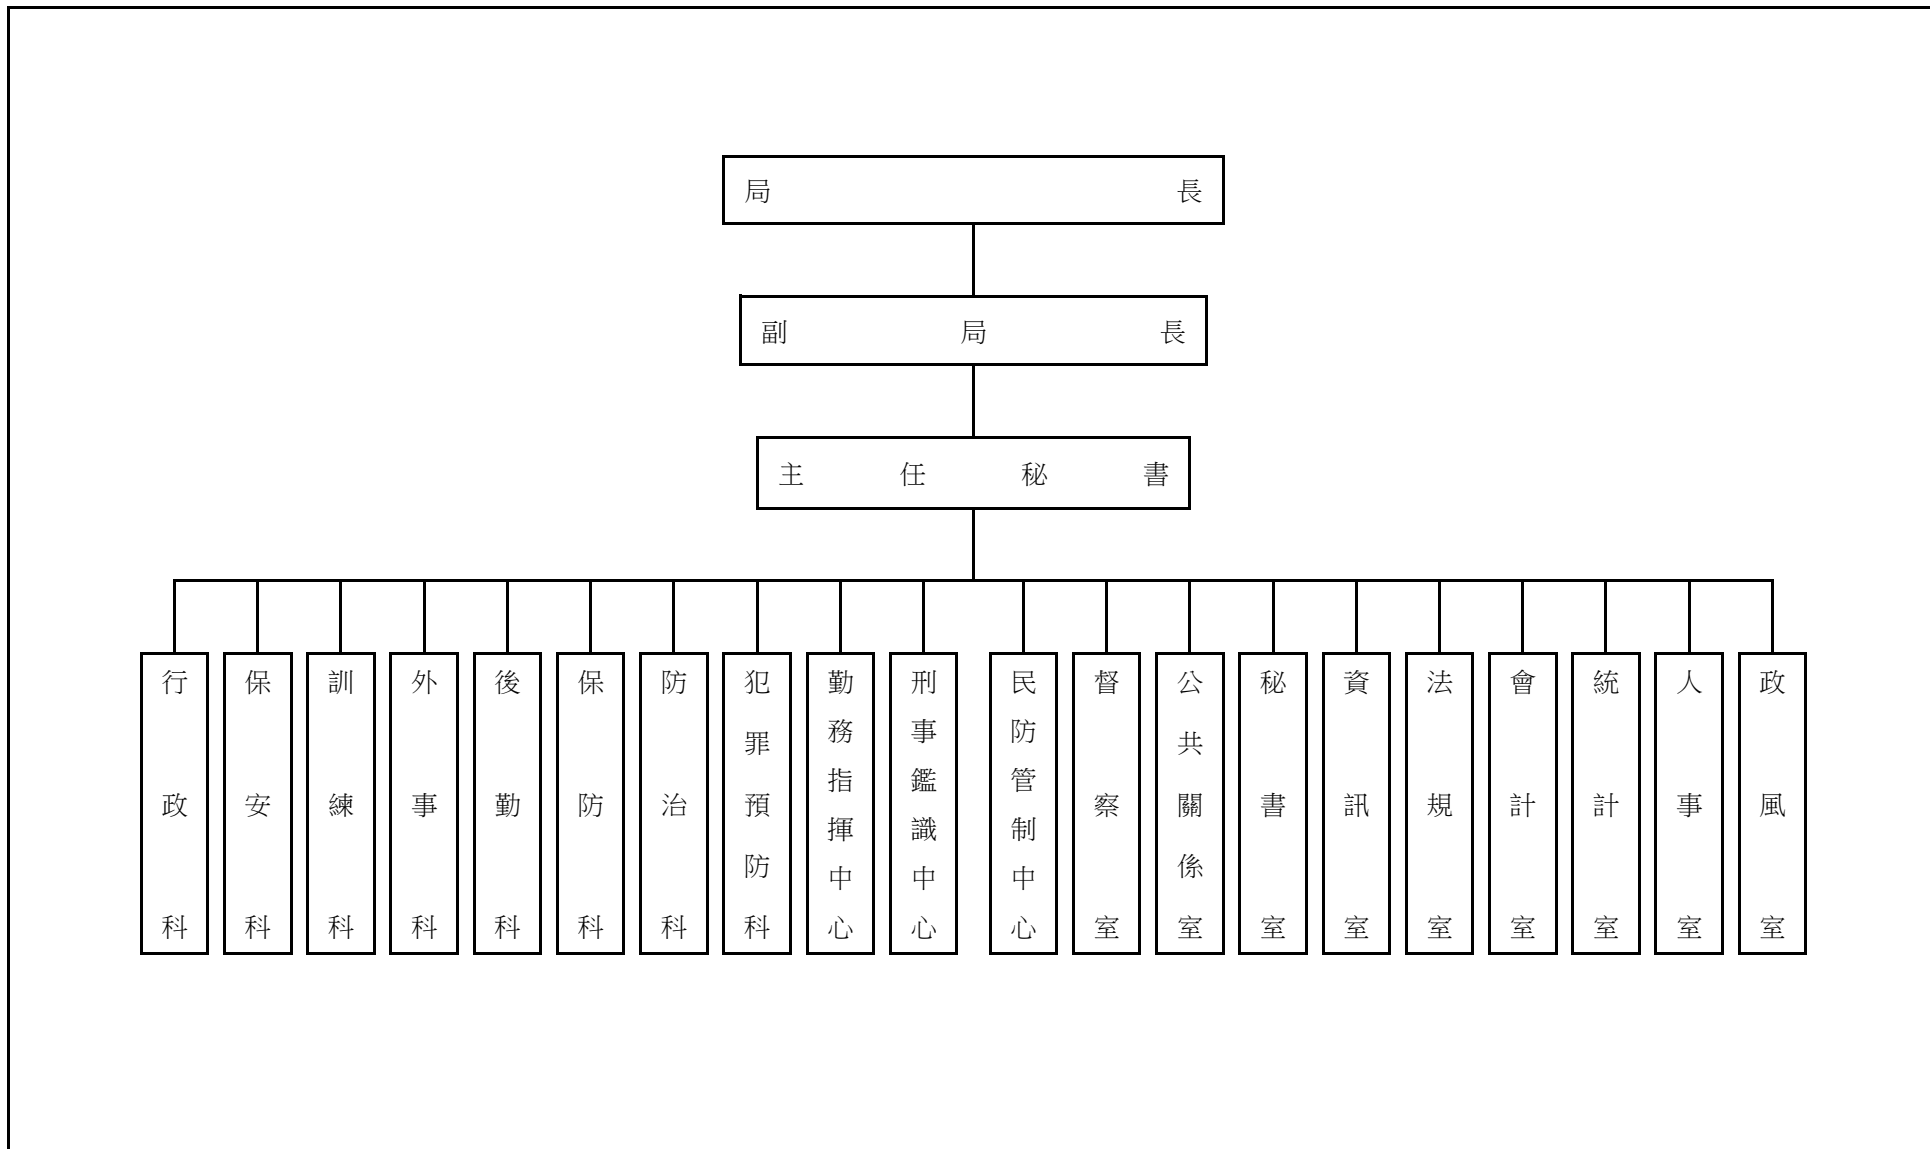 局長
副局長
主任秘書
行政科
保安科
訓練科
外事科
後勤科
保防科
防治科
犯罪預防科
勤務指揮中心
刑事鑑識中心
民防管制中心
督察室
公共關係室
秘書室
資訊室
法規室
會計室
統計室
人事室
政風室